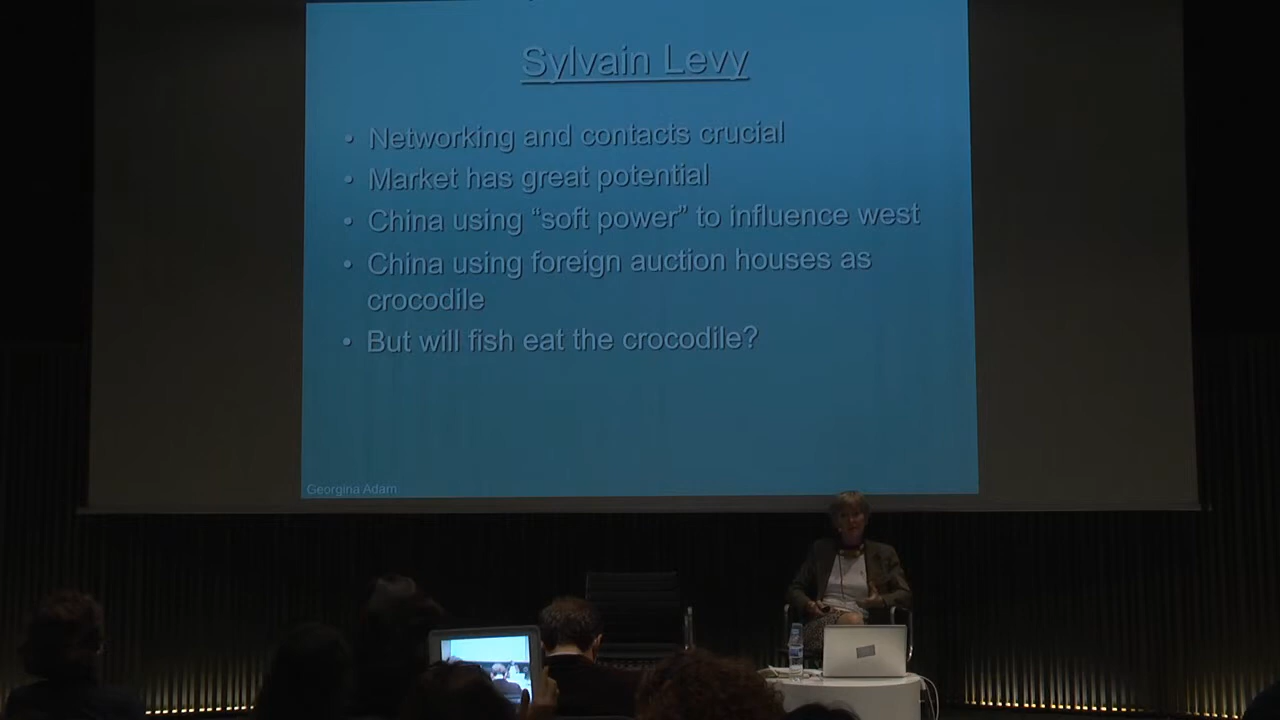 Sylvain Levy
• Networking and contacts crucial
• Market has great potential
• China using “soft power” to influence west
• China using foreign auction houses as
crocodile
• But will fish eat the crocodile?
Georgina Adam